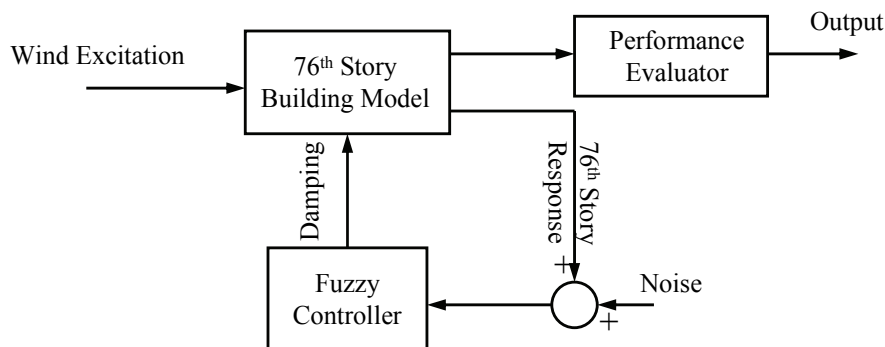 Output
Wind Excitation
76th Story
Building Model
Performance
Evaluator
Damping
76th Story
Response
Fuzzy
Controller
+
Noise
+